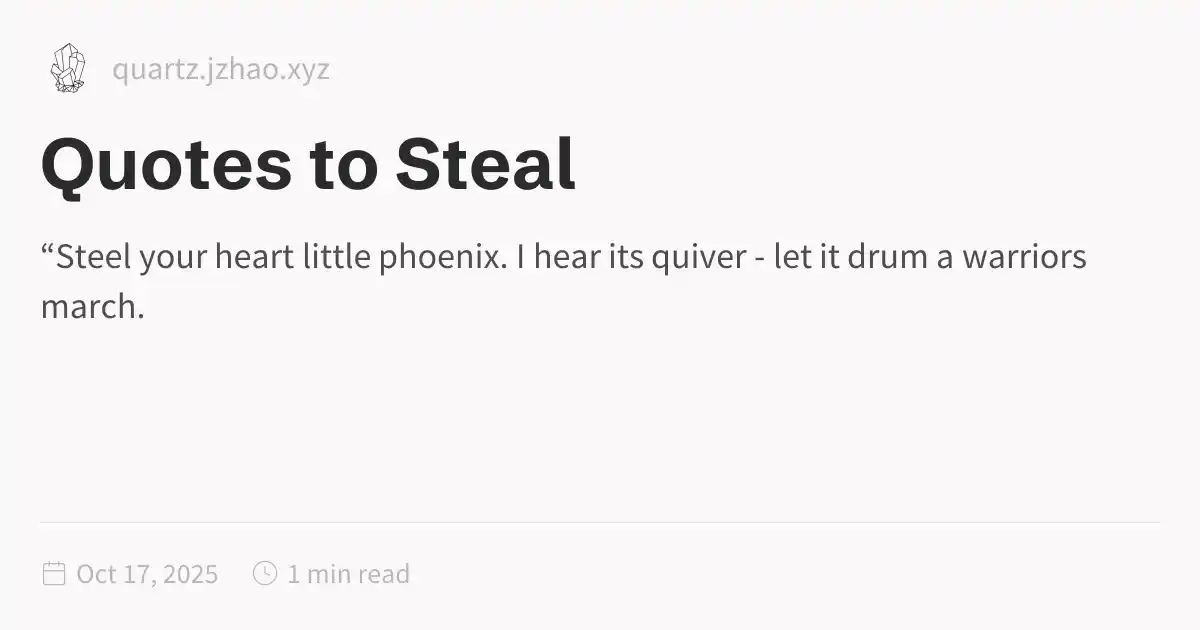 quartz.jzhao.xyz
Quotes to Steal
“Steel your heart little phoenix. I hear its quiver - let it drum a warriors
march.
Oct 17, 2025 1 min read